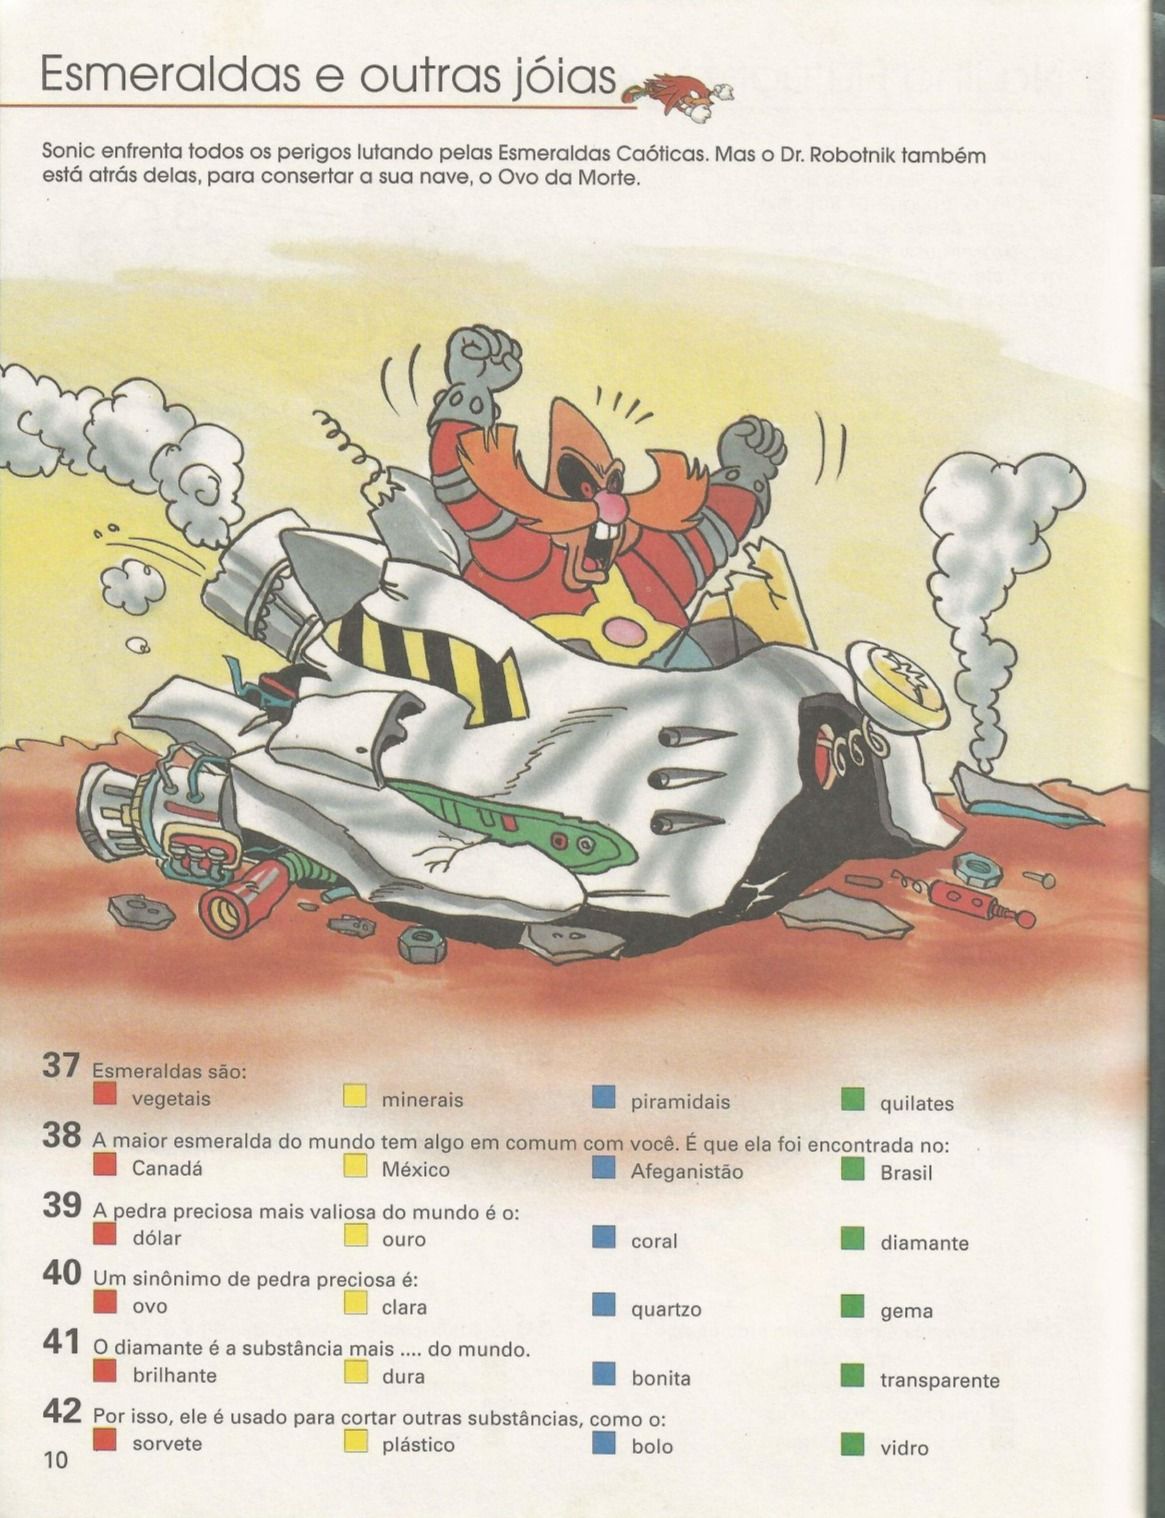 Esmeraldas e outras jóias
Sonic enfrenta todos os perigos lutando pelas Esmeraldas Caóticas. Mas o Dr. Robotnik também
está atrás delas, para consertar a sua nave, o Ovo da Morte.
37 Esmeraldas são:
vegetais minerais piramidais quilates
38 A maior esmeralda do mundo tem algo em comum com você. É que ela foi encontrada no:
Canadá México Afeganistão Brasil
39 A pedra preciosa mais valiosa do mundo é o:
dólar ouro coral diamante
40 Um sinônimo de pedra preciosa é:
ovo clara quartzo gema
41 O diamante é a substância mais .... do mundo.
brilhante dura bonita transparente
42 Por isso, ele é usado para cortar outras substâncias, como o:
sorvete plástico bolo vidro
10